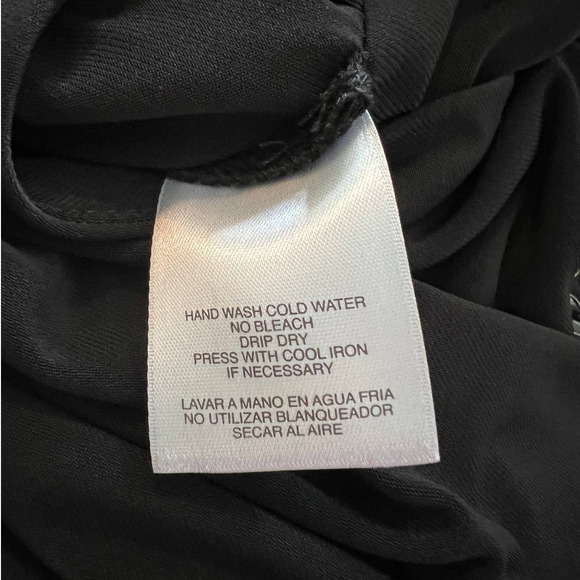 HAND WASH COLD WATER
NO BLEACH
DRIP DRY
PRESS WITH COOL IRON
IF NECESSARY
LAVAR A MANO EN AGUA FRIA
NO UTILIZAR BLANQUEADOR
SECAR AL AIRE